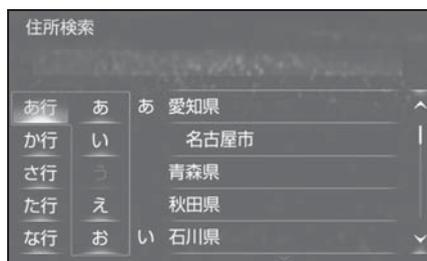 住所検索
あ行 あ あ 愛知県
か行 い 名古屋市
さ行 う 青森県
た行 え 秋田県
な行 お い 石川県